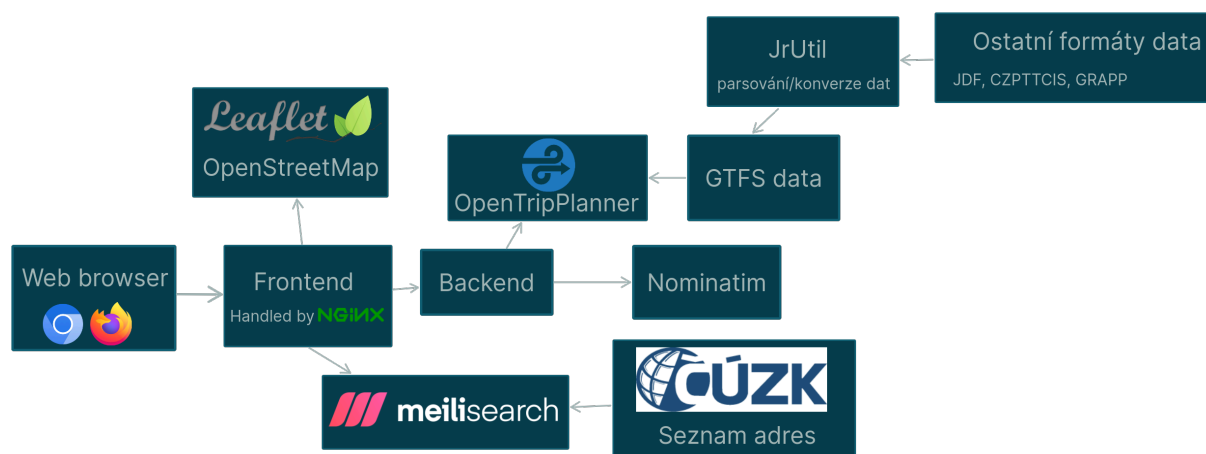 JrUtil
parsování/konverze dat
Ostatní formáty data
JDF, CZPTTCIS, GRAPP
Leaflet
OpenStreetMap
OpenTripPlanner
GTFS data
Web browser
Frontend
Handled by NGINX
Backend
Nominatim
meilisearch
ČÚZK
Seznam adres